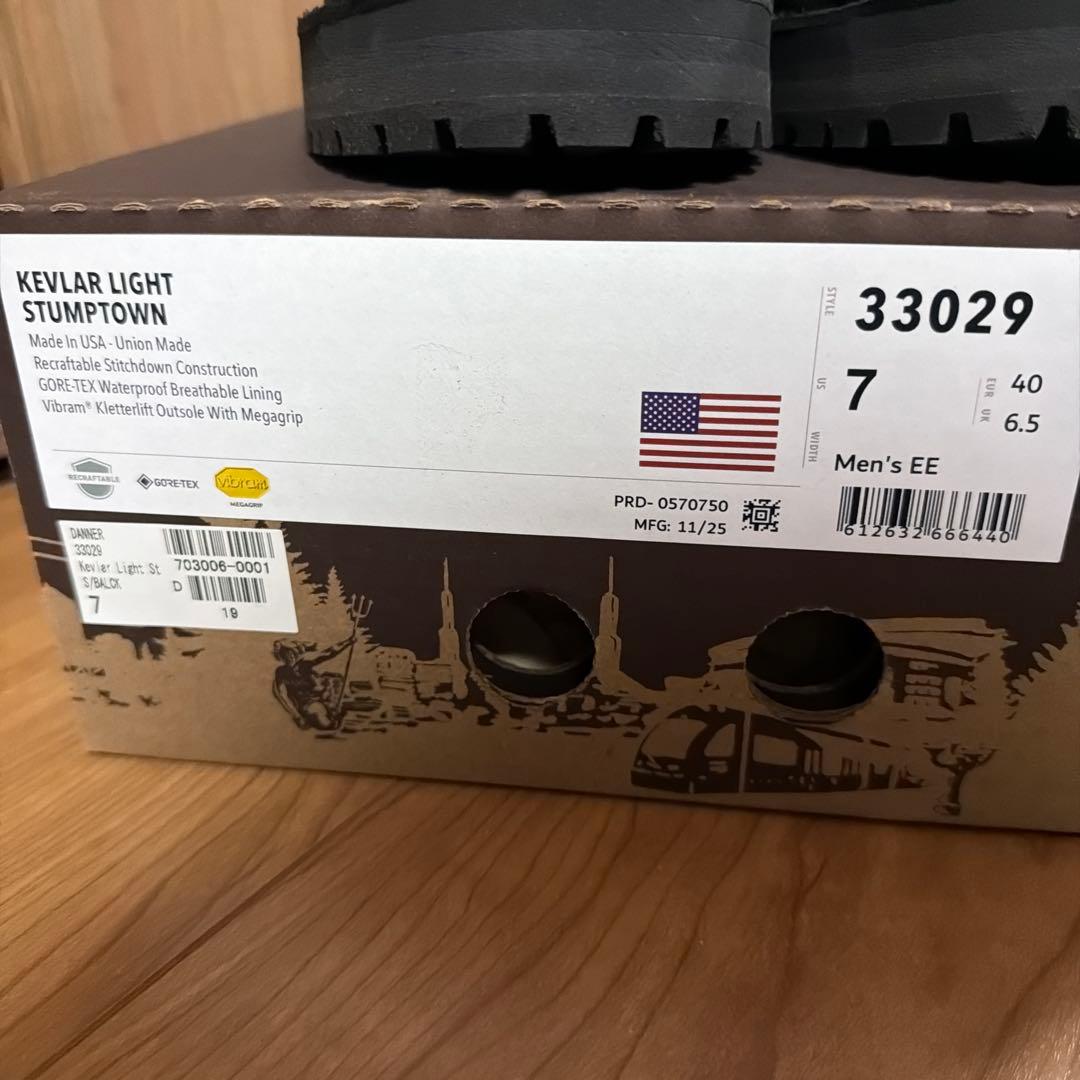 KEVLAR LIGHT
STUMPTOWN
Made In USA - Union Made
Recraftable Stitchdown Construction
GORE-TEX Waterproof Breathable Lining
Vibram® Kletterlift Outsole With Megagrip
RECRAFTABLE
GORE-TEX
vibram
MEGAGRIP
PRD- 0570750
MFG: 11/25
STYLE
33029
US
7
EUR
40
UK
6.5
WIDTH
Men's EE
612632 666440
DANNER
33029
Kevlar Light St
S/BALCK
7
703006-0001
D
19